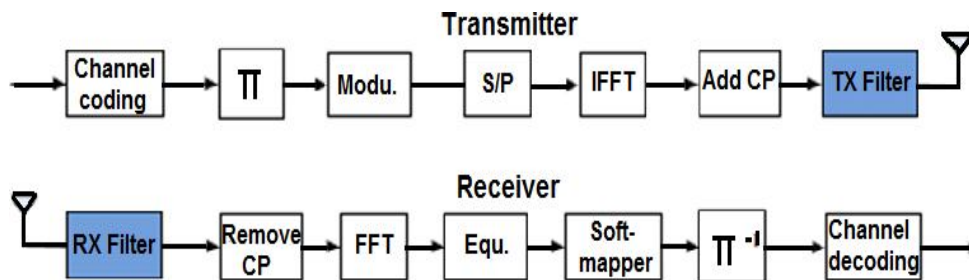 Transmitter
Channel
coding
π
Modu.
S/P
IFFT
Add CP
TX Filter
Receiver
RX Filter
Remove
CP
FFT
Equ.
Soft-
mapper
π⁻¹
Channel
decoding